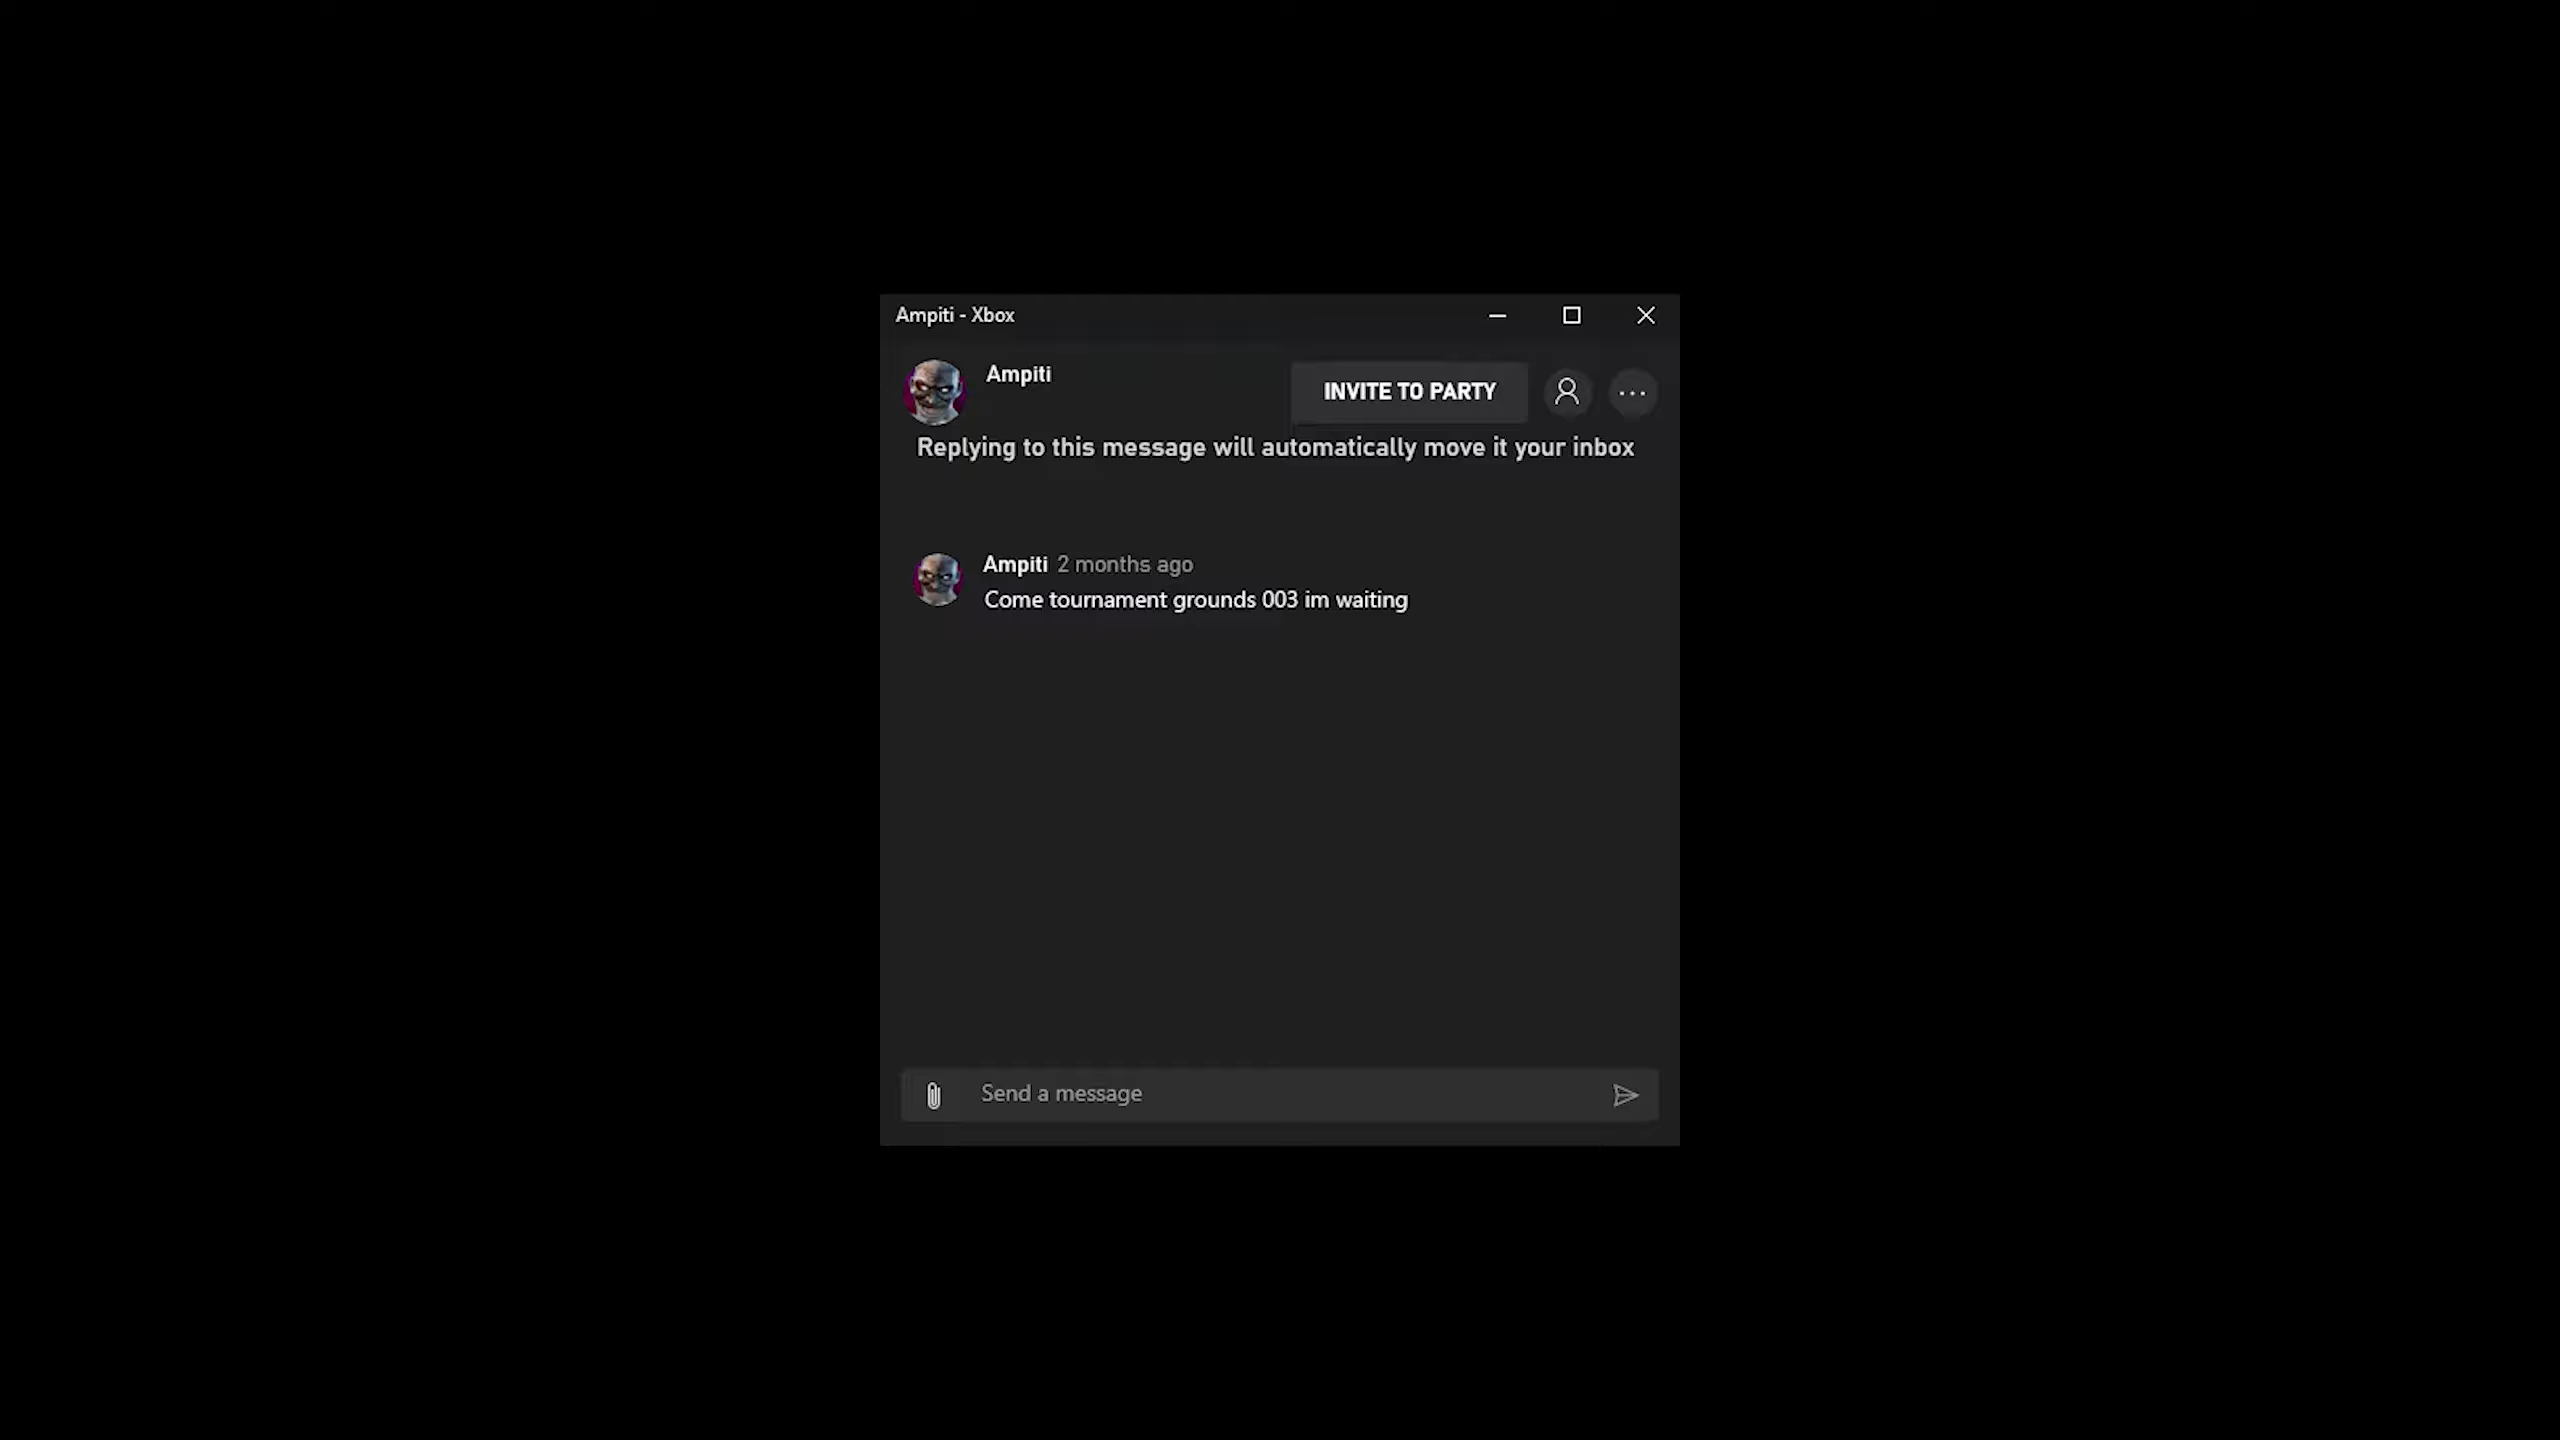 Ampiti - Xbox
Ampiti
INVITE TO PARTY
Replying to this message will automatically move it your inbox
Ampiti 2 months ago
Come tournament grounds 003 im waiting
Send a message